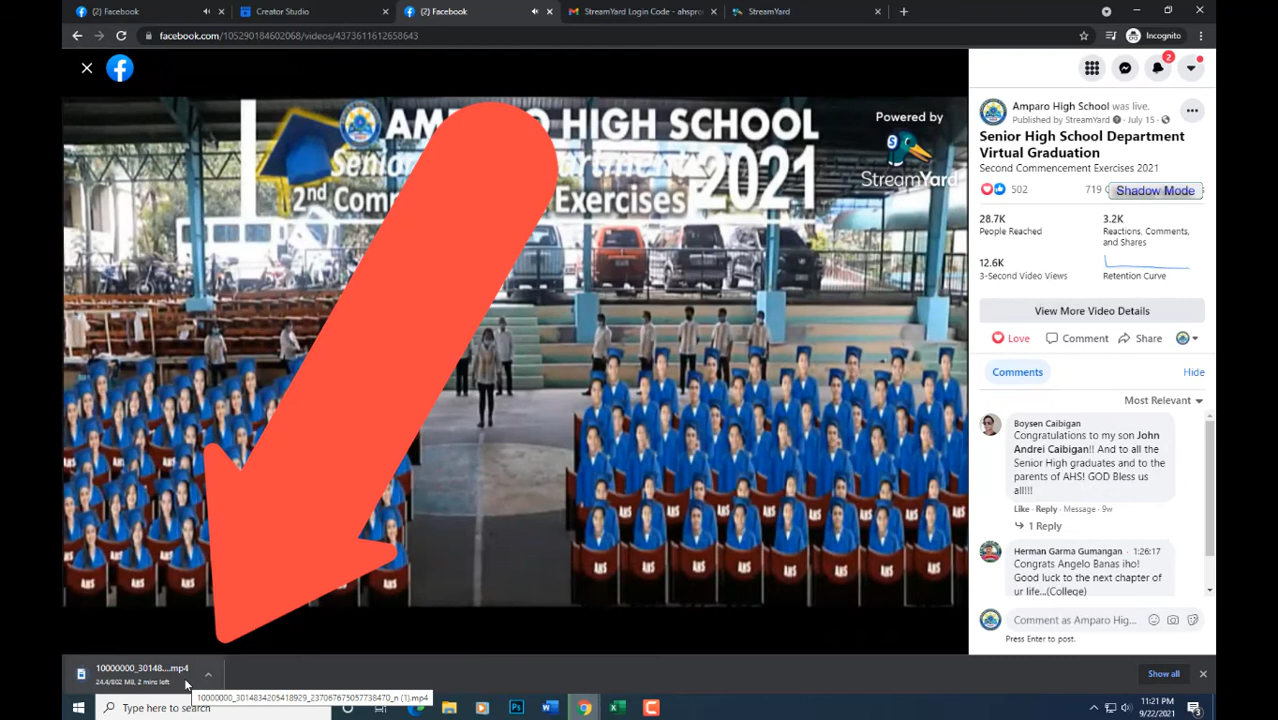 (2) Facebook
Creator Studio
(2) Facebook
StreamYard Login Code - ahspro
StreamYard
facebook.com/105290184602068/videos/4373611612658643
Incognito
2
AMPARO HIGH SCHOOL
2021
2nd
Exercises
Powered by
StreamYard
Amparo High School was live.
Published by StreamYard · July 15 ·
Senior High School Department
Virtual Graduation
Second Commencement Exercises 2021
502
719
Shadow Mode
28.7K
People Reached
3.2K
Reactions, Comments,
and Shares
12.6K
3-Second Video Views
Retention Curve
View More Video Details
Love
Comment
Share
Comments
Hide
Most Relevant
Boysen Caibigan
Congratulations to my son John
Andrei Caibigan!! And to all the
Senior High graduates and to the
parents of AHS! GOD Bless us
all!!!
Like · Reply · Message · 9w
1 Reply
Herman Garma Gumangan · 1:26:17
Congrats Angelo Banas iho!
Good luck to the next chapter of
ur life...(College)
Comment as Amparo Hig...
Press Enter to post.
10000000_30148....mp4
24.4/802 MB, 2 mins left
10000000_3014834205418929_237067675057738470_n (1).mp4
Show all
Type here to search
11:21 PM
9/22/2021